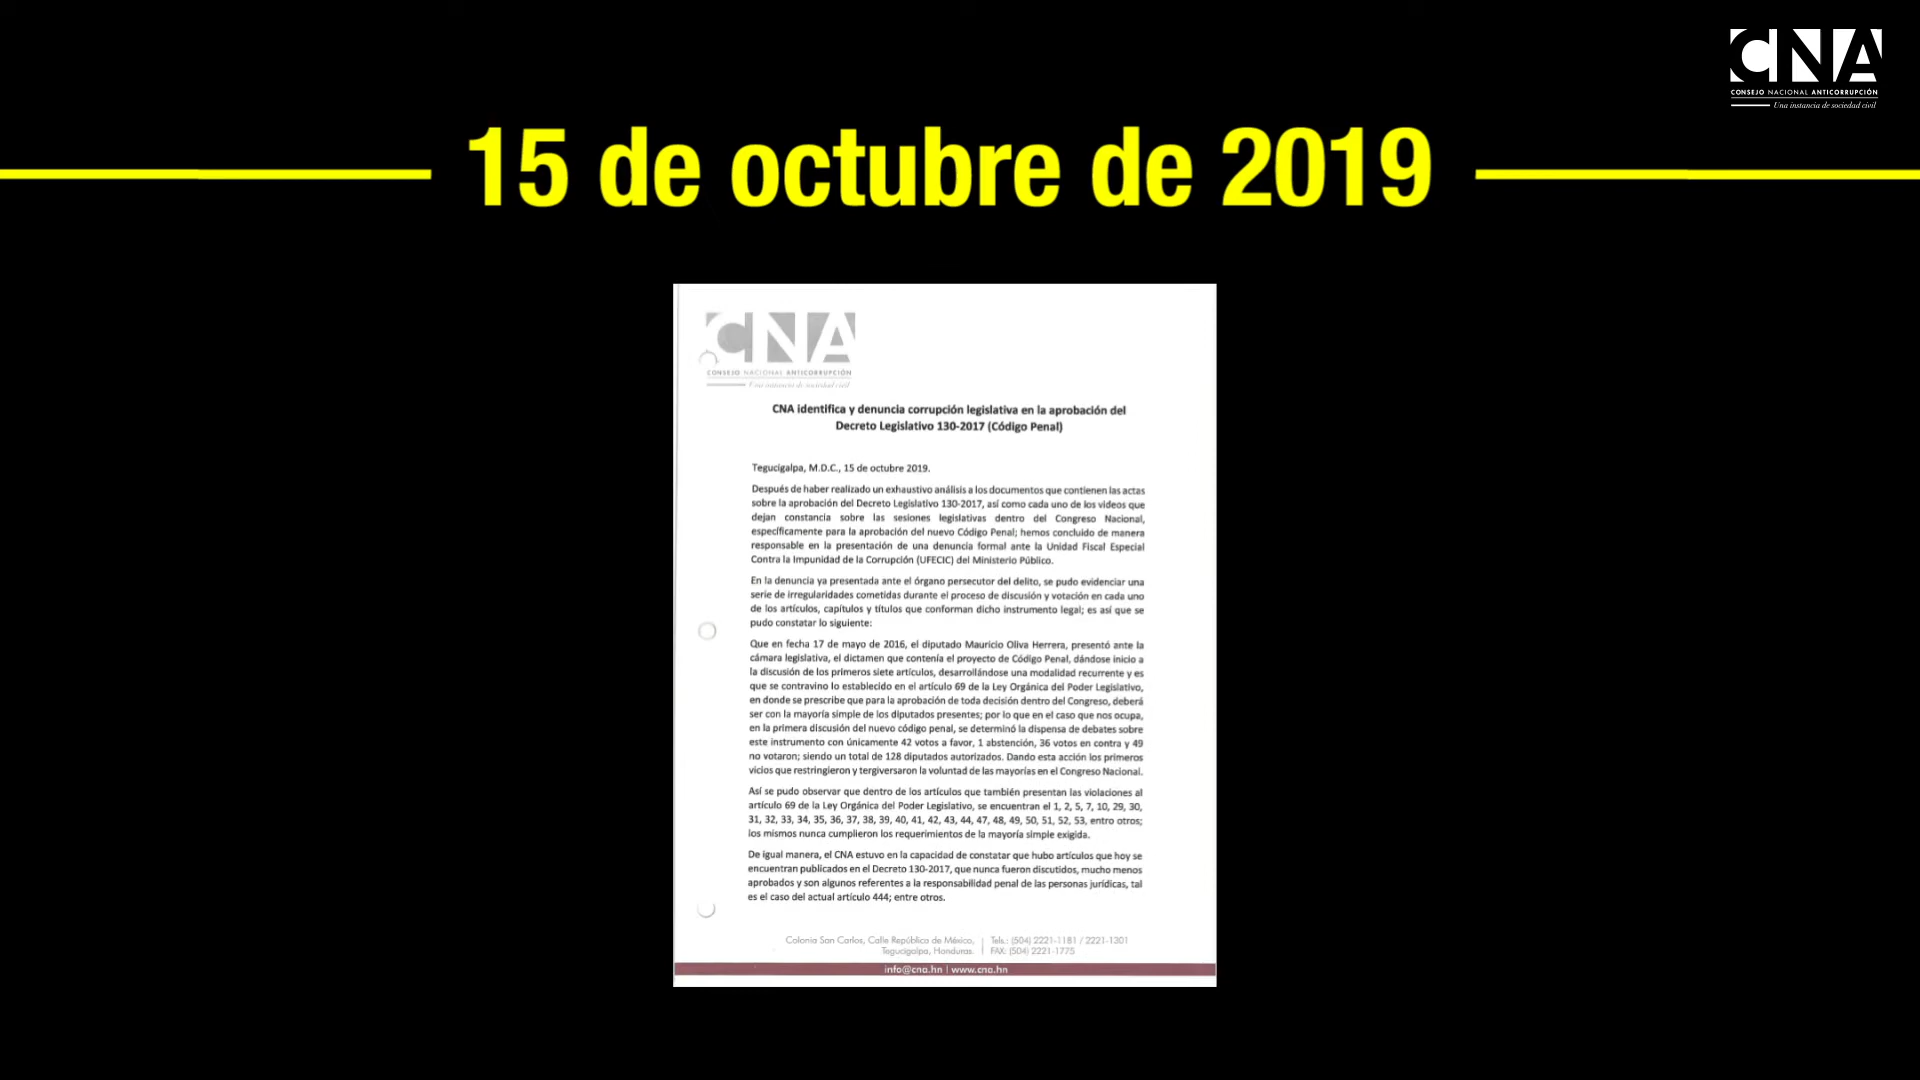 CNA
CONSEJO NACIONAL ANTICORRUPCIÓN
Una instancia de sociedad civil
15 de octubre de 2019
CNA
CONSEJO NACIONAL ANTICORRUPCIÓN
Una instancia de sociedad civil
CNA identifica y denuncia corrupción legislativa en la aprobación del
Decreto Legislativo 130-2017 (Código Penal)
Tegucigalpa, M.D.C., 15 de octubre 2019.
Después de haber realizado un exhaustivo análisis a los documentos que contienen las actas
sobre la aprobación del Decreto Legislativo 130-2017, así como cada uno de los videos que
dejan constancia sobre las sesiones legislativas dentro del Congreso Nacional,
específicamente para la aprobación del nuevo Código Penal; hemos concluido de manera
responsable en la presentación de una denuncia formal ante la Unidad Fiscal Especial
Contra la Impunidad de la Corrupción (UFECIC) del Ministerio Público.
En la denuncia ya presentada ante el órgano persecutor del delito, se pudo evidenciar una
serie de irregularidades cometidas durante el proceso de discusión y votación en cada uno
de los artículos, capítulos y títulos que conforman dicho instrumento legal; es así que se
pudo constatar lo siguiente:
Que en fecha 17 de mayo de 2016, el diputado Mauricio Oliva Herrera, presentó ante la
cámara legislativa, el dictamen que contenía el proyecto de Código Penal, dándose inicio a
la discusión de los primeros siete artículos, desarrollándose una modalidad recurrente y es
que se contravino lo establecido en el artículo 69 de la Ley Orgánica del Poder Legislativo,
en donde se prescribe que para la aprobación de toda decisión dentro del Congreso, deberá
ser con la mayoría simple de los diputados presentes; por lo que en el caso que nos ocupa,
en la primera discusión del nuevo código penal, se determinó la dispensa de debates sobre
este instrumento con únicamente 42 votos a favor, 1 abstención, 36 votos en contra y 49
no votaron; siendo un total de 128 diputados autorizados. Dando esta acción los primeros
vicios que restringieron y tergiversaron la voluntad de las mayorías en el Congreso Nacional.
Así se pudo observar que dentro de los artículos que también presentan las violaciones al
artículo 69 de la Ley Orgánica del Poder Legislativo, se encuentran el 1, 2, 5, 7, 10, 29, 30,
31, 32, 33, 34, 35, 36, 37, 38, 39, 40, 41, 42, 43, 44, 47, 48, 49, 50, 51, 52, 53, entro otros;
los mismos nunca cumplieron los requerimientos de la mayoría simple exigida.
De igual manera, el CNA estuvo en la capacidad de constatar que hubo artículos que hoy se
encuentran publicados en el Decreto 130-2017, que nunca fueron discutidos, mucho menos
aprobados y son algunos referentes a la responsabilidad penal de las personas jurídicas, tal
es el caso del actual artículo 444; entre otros.
Colonia San Carlos, Calle República de México, | Tels.: (504) 2221-1181 / 2221-1301
Tegucigalpa, Honduras. | FAX: (504) 2221-1775
info@cna.hn | www.cna.hn